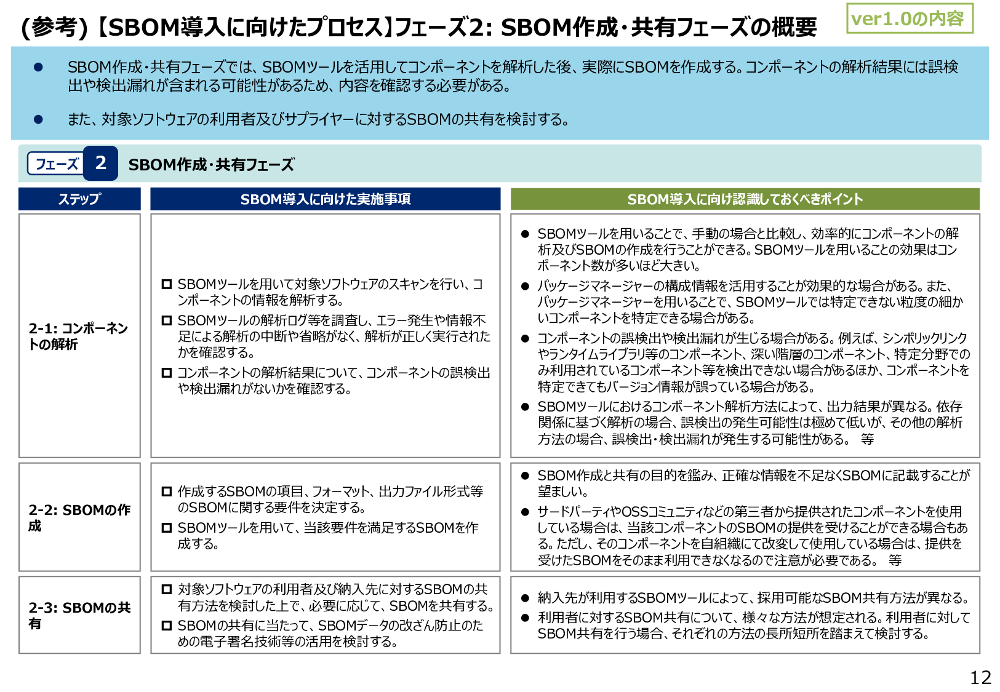 (参考)【SBOM導入に向けたプロセス】フェーズ2: SBOM作成・共有フェーズの概要
ver1.0の内容
● SBOM作成・共有フェーズでは、SBOMツールを活用してコンポーネントを解析した後、実際にSBOMを作成する。コンポーネントの解析結果には誤検
出や検出漏れが含まれる可能性があるため、内容を確認する必要がある。
● また、対象ソフトウェアの利用者及びサプライヤーに対するSBOMの共有を検討する。
フェーズ 2 SBOM作成・共有フェーズ
ステップ
SBOM導入に向けた実施事項
SBOM導入に向け認識しておくべきポイント
2-1: コンポーネン
トの解析
□ SBOMツールを用いて対象ソフトウェアのスキャンを行い、コ
ンポーネントの情報を解析する。
□ SBOMツールの解析ログ等を調査し、エラー発生や情報不
足による解析の中断や省略がなく、解析が正しく実行された
かを確認する。
□ コンポーネントの解析結果について、コンポーネントの誤検出
や検出漏れがないかを確認する。
● SBOMツールを用いることで、手動の場合と比較し、効率的にコンポーネントの解
析及びSBOMの作成を行うことができる。SBOMツールを用いることの効果はコン
ポーネント数が多いほど大きい。
● パッケージマネージャーの構成情報を活用することが効果的な場合がある。また、
パッケージマネージャーを用いることで、SBOMツールでは特定できない粒度の細か
いコンポーネントを特定できる場合がある。
● コンポーネントの誤検出や検出漏れが生じる場合がある。例えば、シンボリックリンク
やランタイムライブラリ等のコンポーネント、深い階層のコンポーネント、特定分野での
み利用されているコンポーネント等を検出できない場合があるほか、コンポーネントを
特定できてもバージョン情報が誤っている場合がある。
● SBOMツールにおけるコンポーネント解析方法によって、出力結果が異なる。依存
関係に基づく解析の場合、誤検出の発生可能性は極めて低いが、その他の解析
方法の場合、誤検出・検出漏れが発生する可能性がある。 等
2-2: SBOMの作
成
□ 作成するSBOMの項目、フォーマット、出力ファイル形式等
のSBOMに関する要件を決定する。
□ SBOMツールを用いて、当該要件を満足するSBOMを作
成する。
● SBOM作成と共有の目的を鑑み、正確な情報を不足なくSBOMに記載することが
望ましい。
● サードパーティやOSSコミュニティなどの第三者から提供されたコンポーネントを使用
している場合は、当該コンポーネントのSBOMの提供を受けることができる場合もあ
る。ただし、そのコンポーネントを自組織にて改変して使用している場合は、提供を
受けたSBOMをそのまま利用できなくなるので注意が必要である。 等
2-3: SBOMの共
有
□ 対象ソフトウェアの利用者及び納入先に対するSBOMの共
有方法を検討した上で、必要に応じて、SBOMを共有する。
□ SBOMの共有に当たって、SBOMデータの改ざん防止のた
めの電子署名技術等の活用を検討する。
● 納入先が利用するSBOMツールによって、採用可能なSBOM共有方法が異なる。
● 利用者に対するSBOM共有について、様々な方法が想定される。利用者に対して
SBOM共有を行う場合、それぞれの方法の長所短所を踏まえて検討する。
12